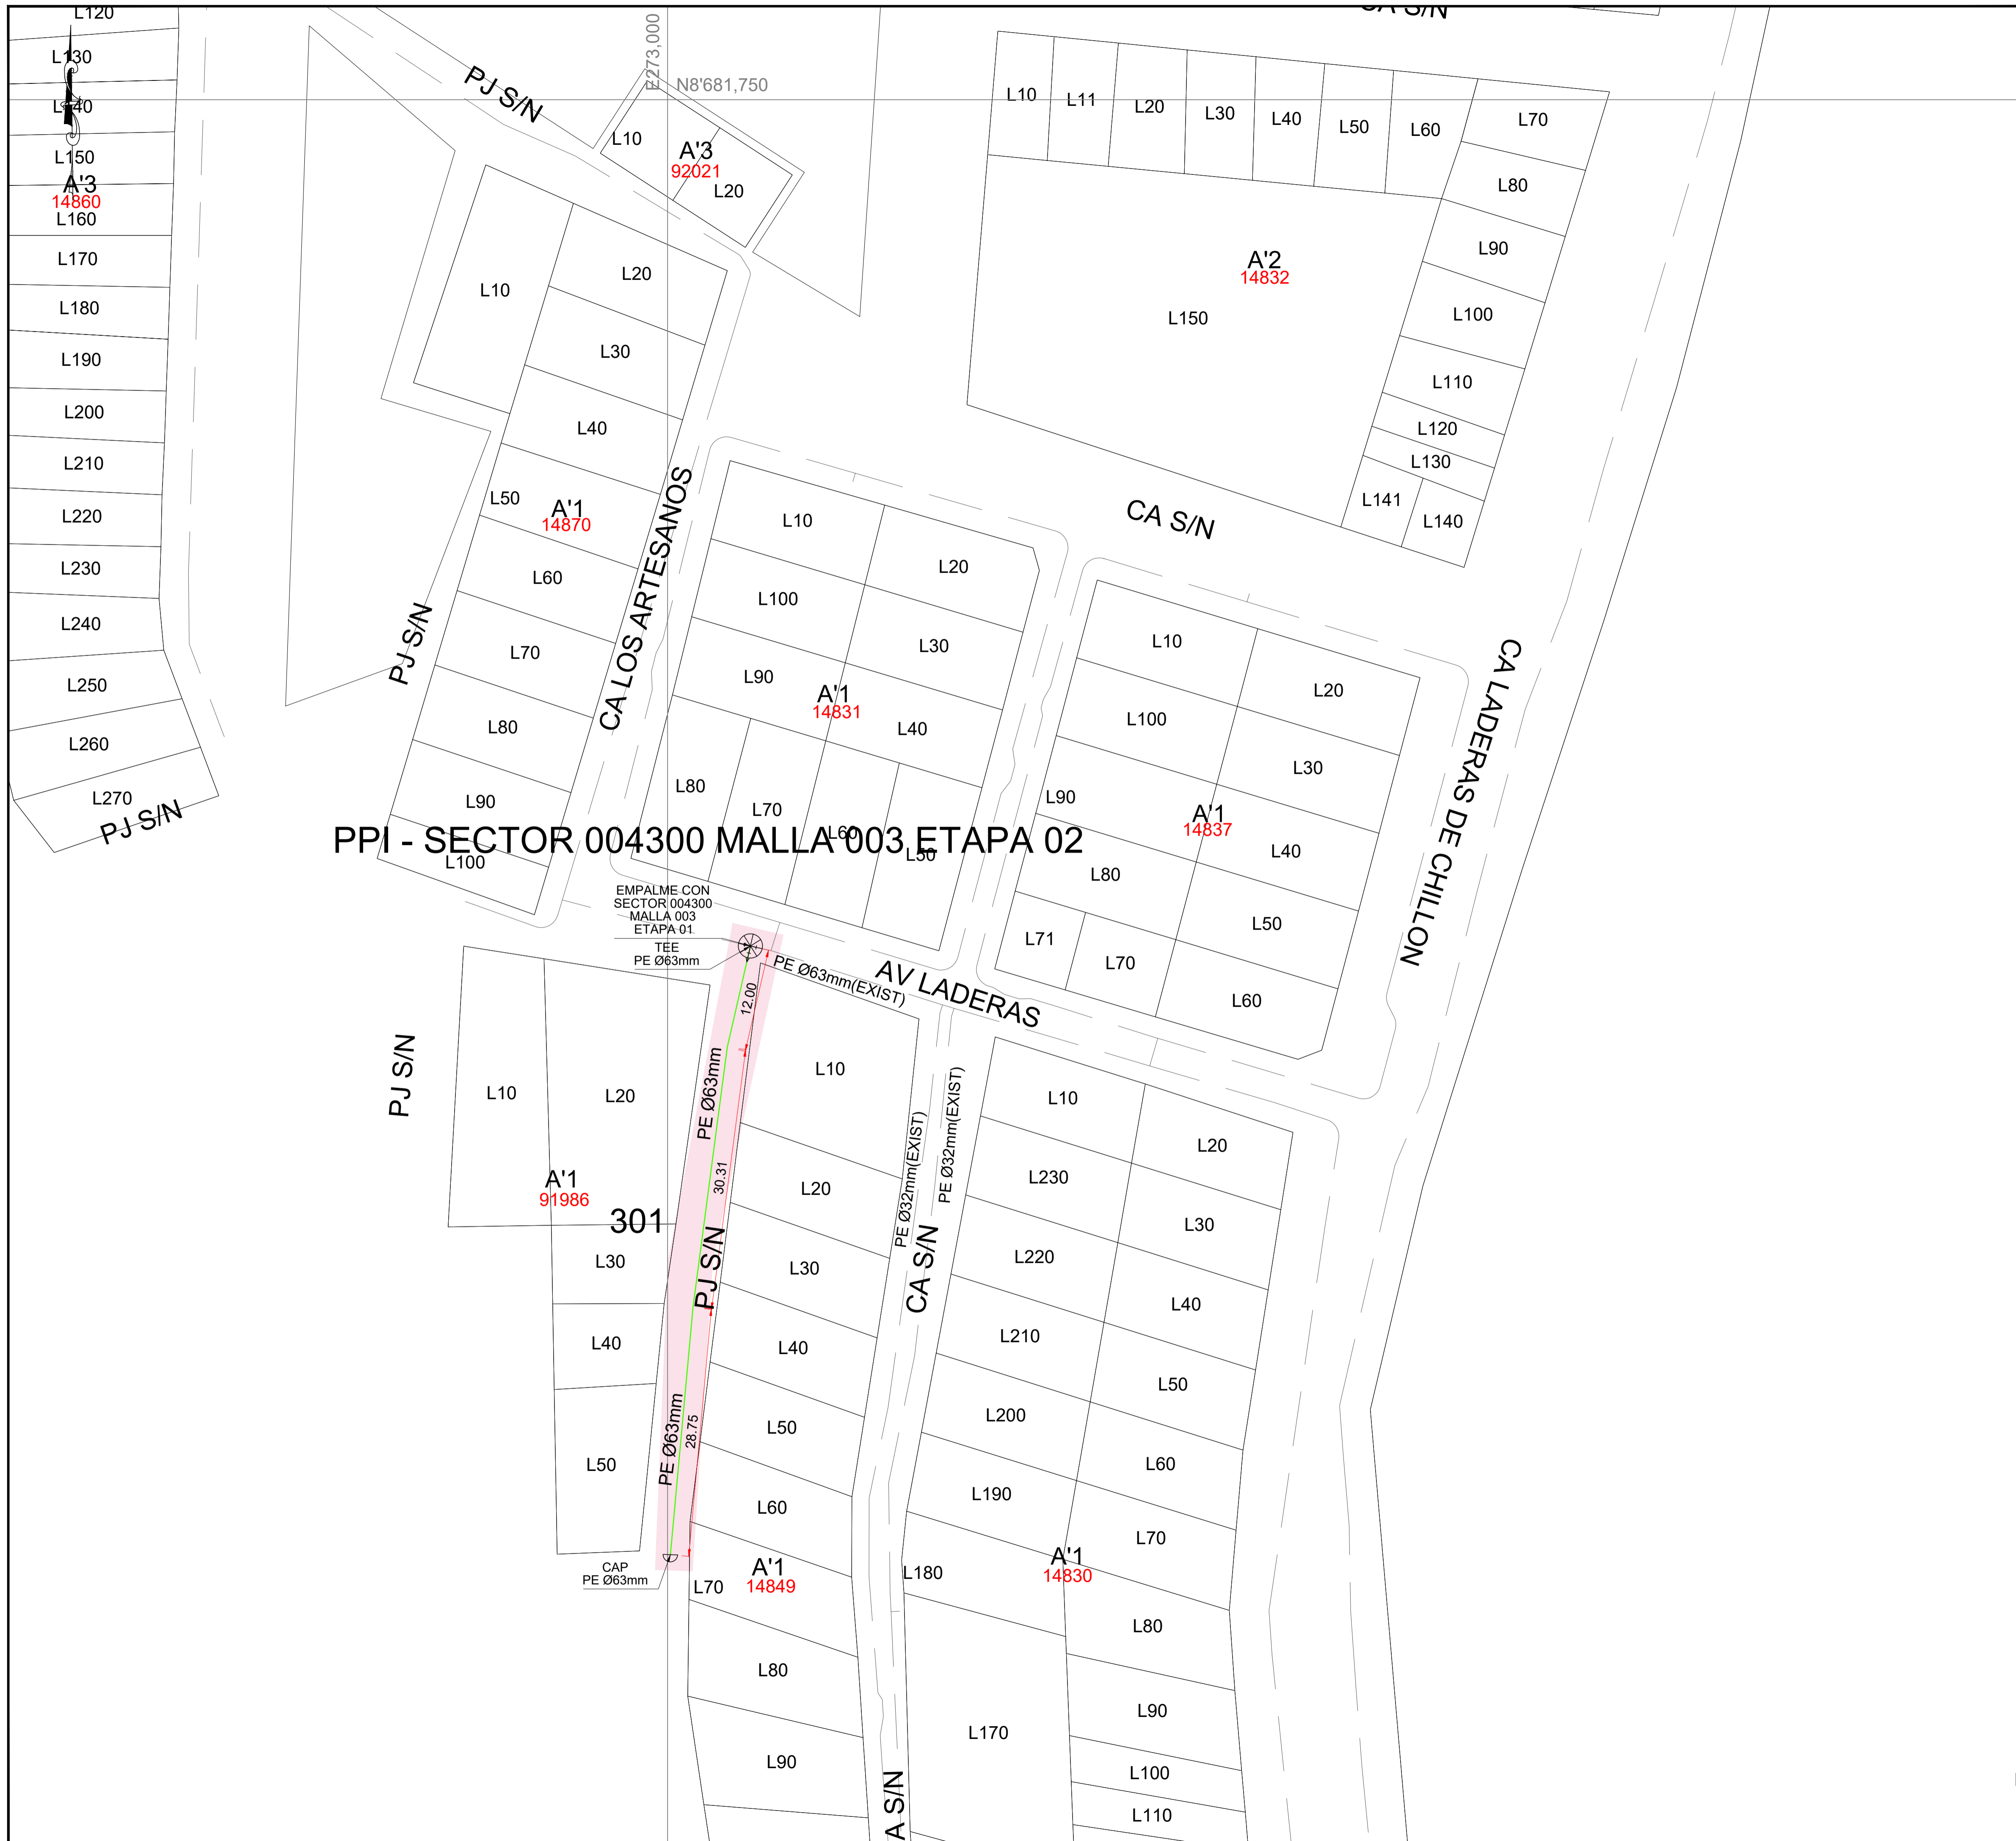 L120
L130
L140
L150
A'3
14860
L160
L170
L180
L190
L200
L210
L220
L230
L240
L250
L260
L270
PJ S/N
PJ S/N
E273,000
N8'681,750
L10
A'3
92021
L20
CA S/N
L10
L11
L20
L30
L40
L50
L60
L70
L80
L90
L100
L110
L120
L130
L141
L140
A'2
14832
L150
L10
L20
L30
L40
L50
A'1
14870
L60
L70
L80
L90
L100
PJ S/N
CA LOS ARTESANOS
CA S/N
L10
L20
L100
L30
L90
A'1
14831
L40
L80
L70
L60
L50
L10
L20
L100
L30
L90
A'1
14837
L40
L80
L50
L71
L70
L60
CA LADERAS DE CHILLON
PPI - SECTOR 004300 MALLA 003 ETAPA 02
EMPALME CON
SECTOR 004300
MALLA 003
ETAPA 01
TEE
PE Ø63mm
PE Ø63mm(EXIST)
AV LADERAS
12.00
PE Ø63mm
30.31
PJ S/N
PE Ø63mm
28.75
CAP
PE Ø63mm
PJ S/N
L10
L20
A'1
91986
301
L30
L40
L50
L10
L20
L30
L40
L50
L60
A'1
14849
L70
L80
L90
PE Ø32mm(EXIST)
PE Ø32mm(EXIST)
CA S/N
A S/N
L10
L20
L230
L30
L220
L40
L210
L50
L200
L60
L190
L70
A'1
14830
L180
L80
L170
L90
L100
L110